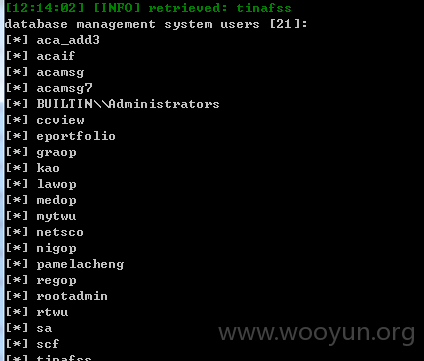 [12:14:02] [INFO] retrieved: tinafss
database management system users [21]:
[*] aca_add3
[*] acaif
[*] acamsg
[*] acamsg7
[*] BUILTIN\\Administrators
[*] ccview
[*] eportfolio
[*] graop
[*] kao
[*] lawop
[*] medop
[*] mytwu
[*] netsco
[*] nigop
[*] pamelacheng
[*] regop
[*] rootadmin
[*] rtwu
[*] sa
[*] scf
[*] tinafss
www.wooyun.org